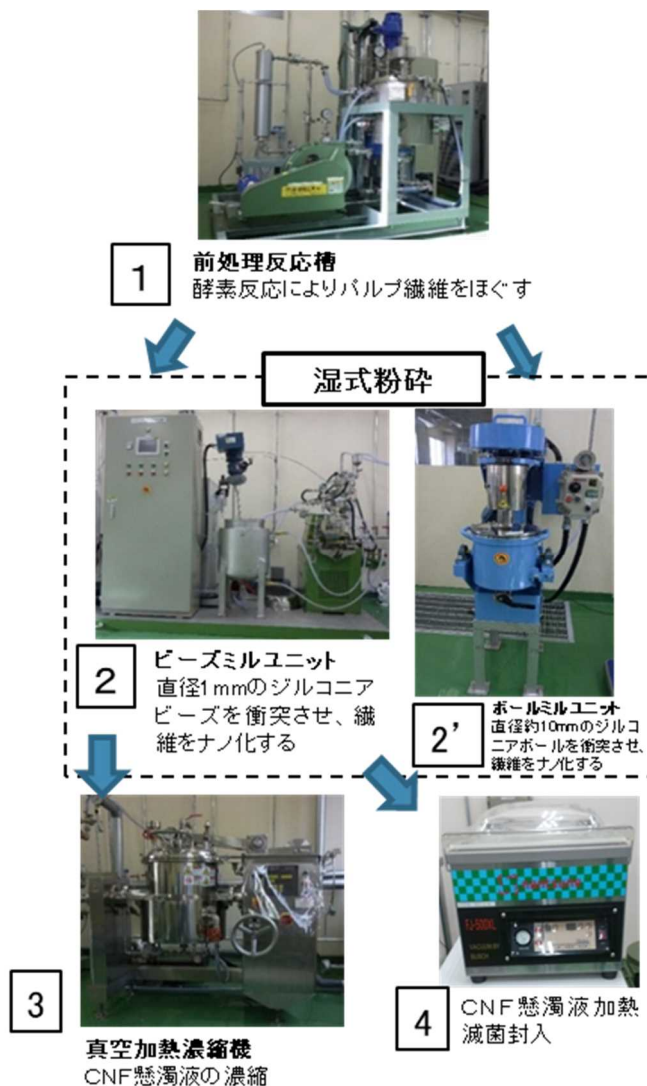 1
前処理反応槽
酵素反応によりパルプ繊維をほぐす
湿式粉砕
2
ビーズミルユニット
直径1mmのジルコニア
ビーズを衝突させ、繊
維をナノ化する
2'
ボールミルユニット
直径約10mmのジルコ
ニアボールを衝突させ、
繊維をナノ化する
3
真空加熱濃縮機
CNF懸濁液の濃縮
FJ-500XL
VACUUM BY
BUSCH
4
CNF懸濁液加熱
滅菌封入